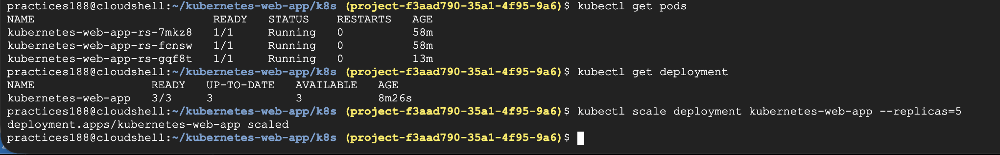 practices188@cloudshell:~/kubernetes-web-app/k8s (project-f3aad790-35a1-4f95-9a6)$ kubectl get pods
NAME                          READY   STATUS    RESTARTS   AGE
kubernetes-web-app-rs-7mkz8   1/1     Running   0          58m
kubernetes-web-app-rs-fcnsw   1/1     Running   0          58m
kubernetes-web-app-rs-gqf8t   1/1     Running   0          13m
practices188@cloudshell:~/kubernetes-web-app/k8s (project-f3aad790-35a1-4f95-9a6)$ kubectl get deployment
NAME                 READY   UP-TO-DATE   AVAILABLE   AGE
kubernetes-web-app   3/3     3            3           8m26s
practices188@cloudshell:~/kubernetes-web-app/k8s (project-f3aad790-35a1-4f95-9a6)$ kubectl scale deployment kubernetes-web-app --replicas=5
deployment.apps/kubernetes-web-app scaled
practices188@cloudshell:~/kubernetes-web-app/k8s (project-f3aad790-35a1-4f95-9a6)$